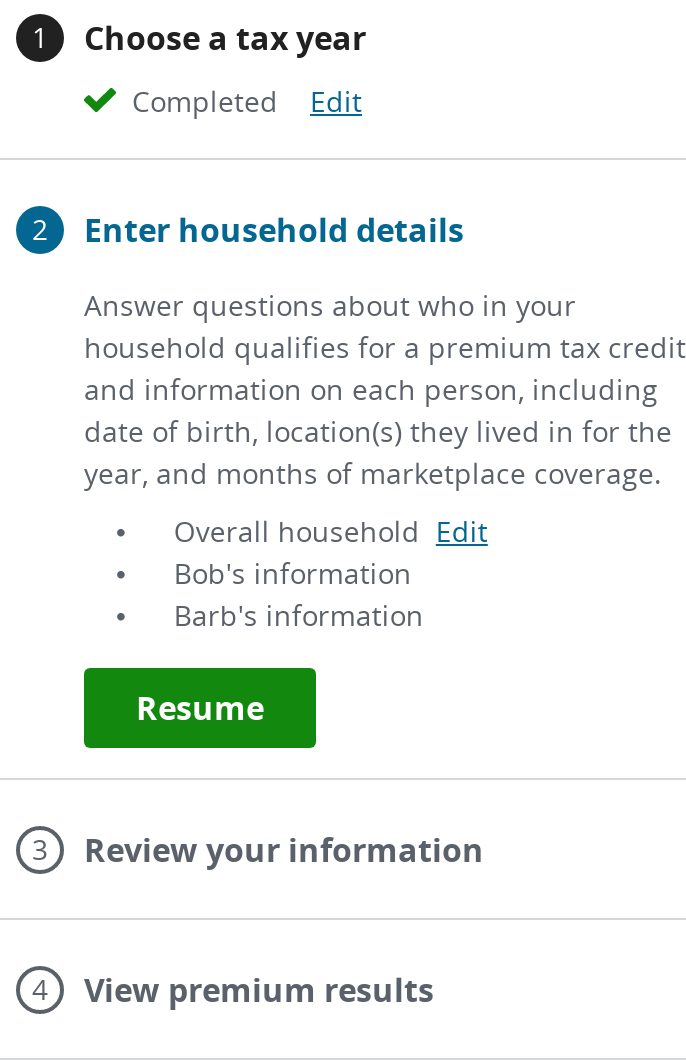 1 Choose a tax year
Completed Edit
2 Enter household details
Answer questions about who in your
household qualifies for a premium tax credit
and information on each person, including
date of birth, location(s) they lived in for the
year, and months of marketplace coverage.
• Overall household Edit
• Bob's information
• Barb's information
Resume
3 Review your information
4 View premium results